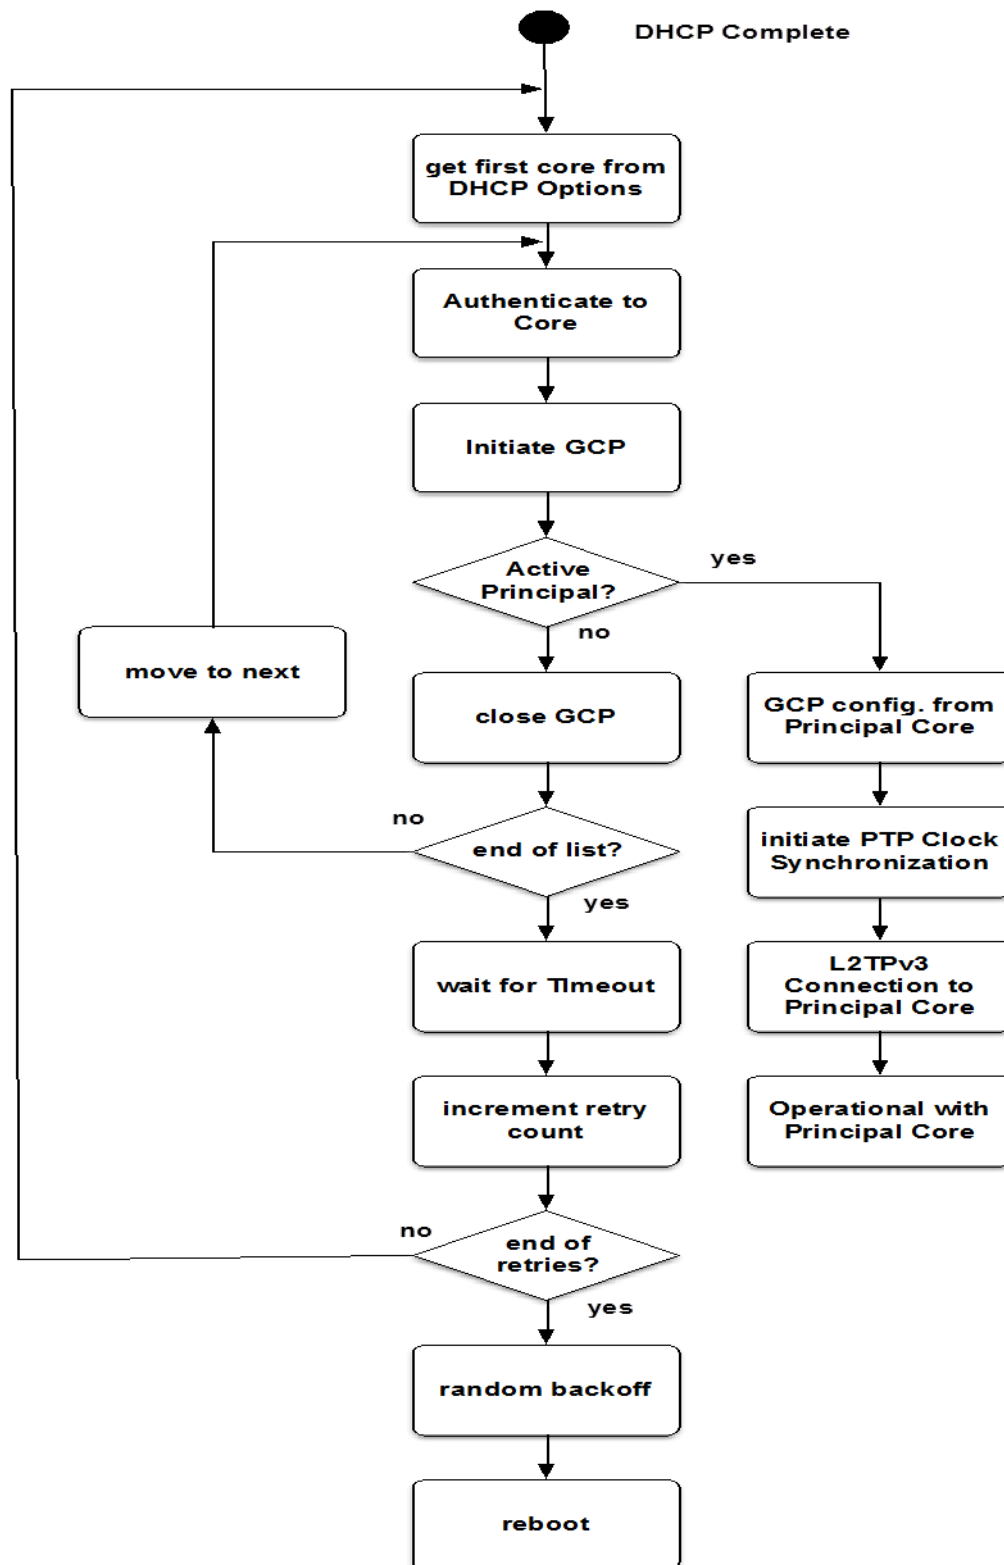 DHCP Complete
get first core from
DHCP Options
Authenticate to
Core
Initiate GCP
Active
Principal?
yes
no
move to next
close GCP
GCP config. from
Principal Core
no
end of list?
yes
initiate PTP Clock
Synchronization
wait for TImeout
L2TPv3
Connection to
Principal Core
increment retry
count
Operational with
Principal Core
no
end of
retries?
yes
random backoff
reboot